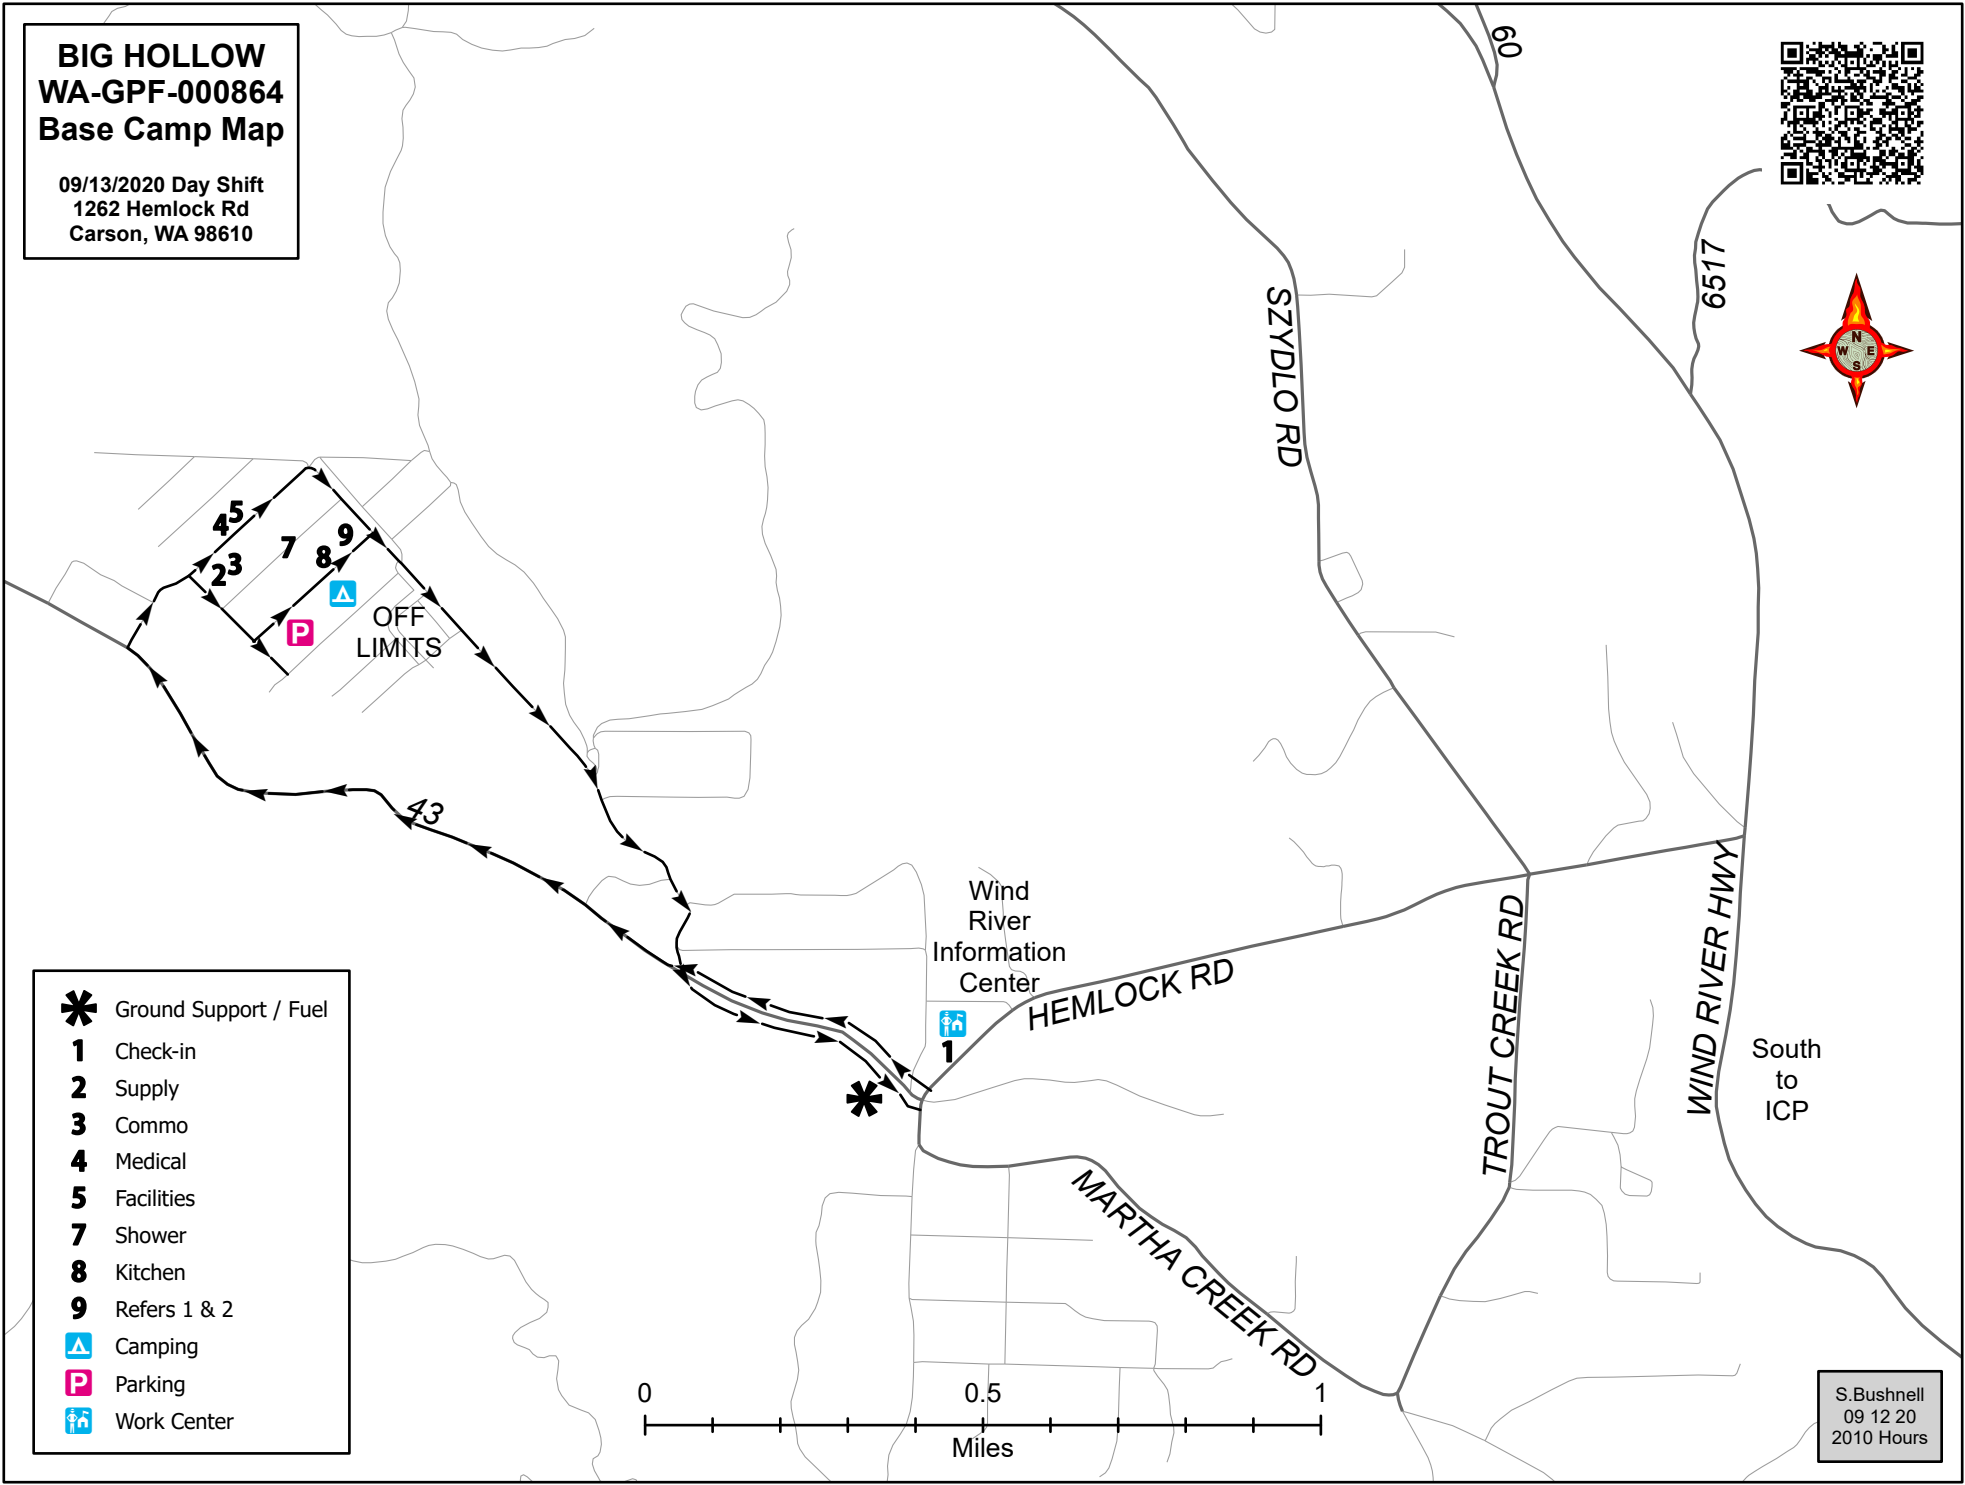 BIG HOLLOW
WA-GPF-000864
Base Camp Map
09/13/2020 Day Shift
1262 Hemlock Rd
Carson, WA 98610
60
6517
N
W E
S
SZYDLO RD
5
4
9
7
8
3
2
P
OFF
LIMITS
43
Wind
River
Information
Center
1
HEMLOCK RD
TROUT CREEK RD
WIND RIVER HWY
South
to
ICP
MARTHA CREEK RD
Ground Support / Fuel
1 Check-in
2 Supply
3 Commo
4 Medical
5 Facilities
7 Shower
8 Kitchen
9 Refers 1 & 2
Camping
P Parking
Work Center
0 0.5 1
Miles
S.Bushnell
09 12 20
2010 Hours